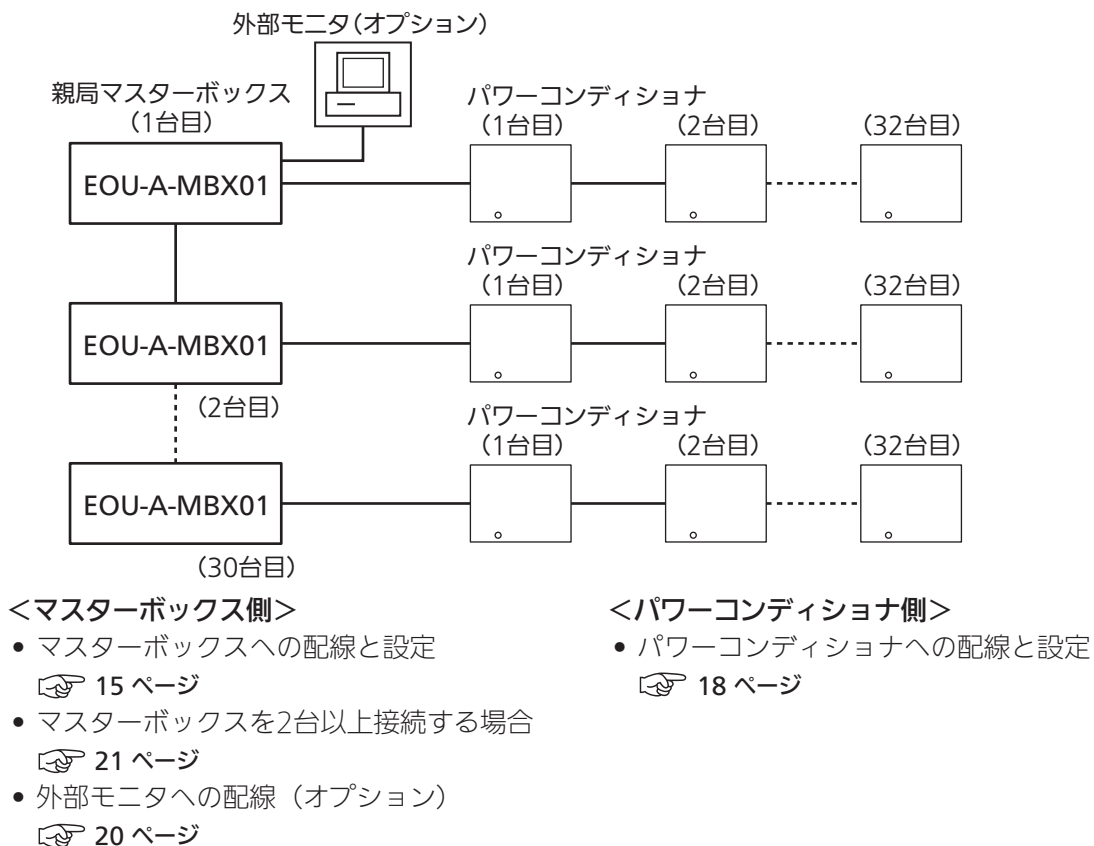 外部モニタ(オプション)
親局マスターボックス
(1台目)
EOU-A-MBX01
パワーコンディショナ
(1台目) (2台目) (32台目)
EOU-A-MBX01
(2台目)
パワーコンディショナ
(1台目) (2台目) (32台目)
EOU-A-MBX01
(30台目)
パワーコンディショナ
(1台目) (2台目) (32台目)
<マスターボックス側>
• マスターボックスへの配線と設定
15 ページ
• マスターボックスを2台以上接続する場合
21 ページ
• 外部モニタへの配線(オプション)
20 ページ
<パワーコンディショナ側>
• パワーコンディショナへの配線と設定
18 ページ